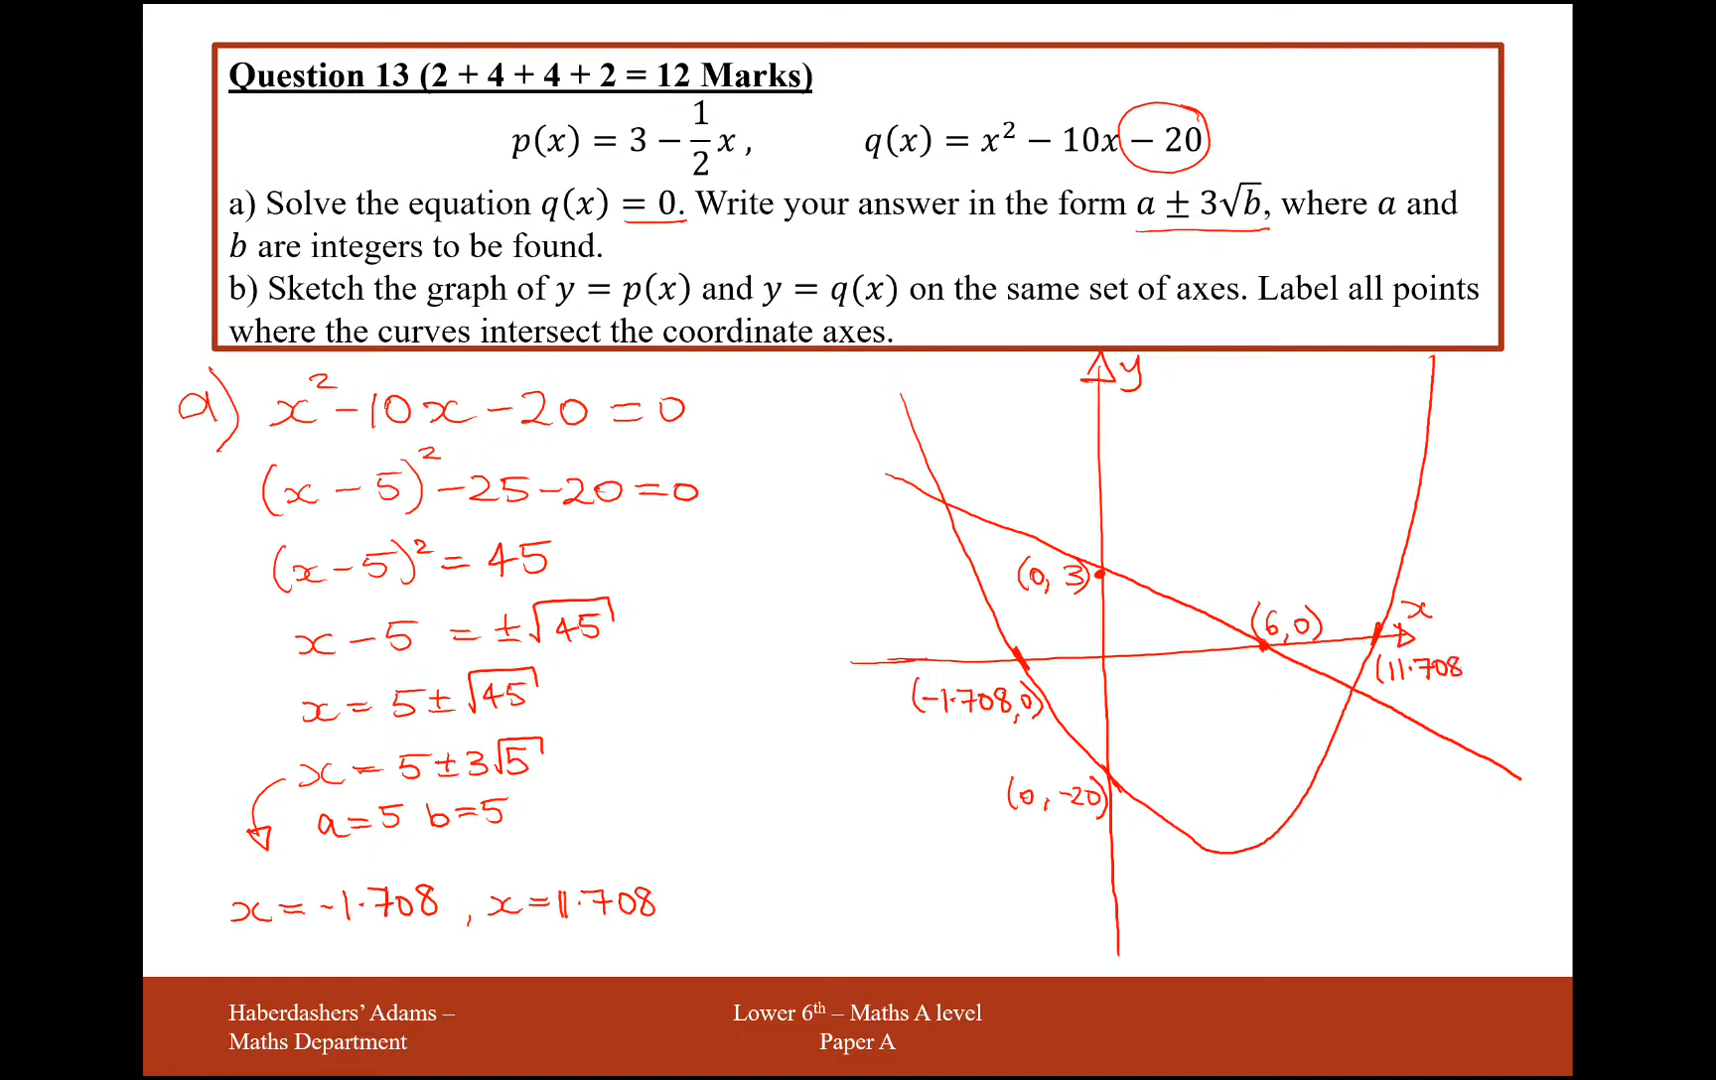 Question 13 (2 + 4 + 4 + 2 = 12 Marks)
p(x) = 3 − 1/2 x , q(x) = x² − 10x − 20
a) Solve the equation q(x) = 0. Write your answer in the form a ± 3√b, where a and
b are integers to be found.
b) Sketch the graph of y = p(x) and y = q(x) on the same set of axes. Label all points
where the curves intersect the coordinate axes.
a) x² - 10x - 20 = 0
(x - 5)² - 25 - 20 = 0
(x - 5)² = 45
x - 5 = ±√45
x = 5 ± √45
x = 5 ± 3√5
a = 5 b = 5
x = -1.708 , x = 11.708
y
(0, 3)
(6,0)
x
(11.708
(-1.708,0)
(0, -20)
Haberdashers' Adams –
Maths Department
Lower 6th – Maths A level
Paper A